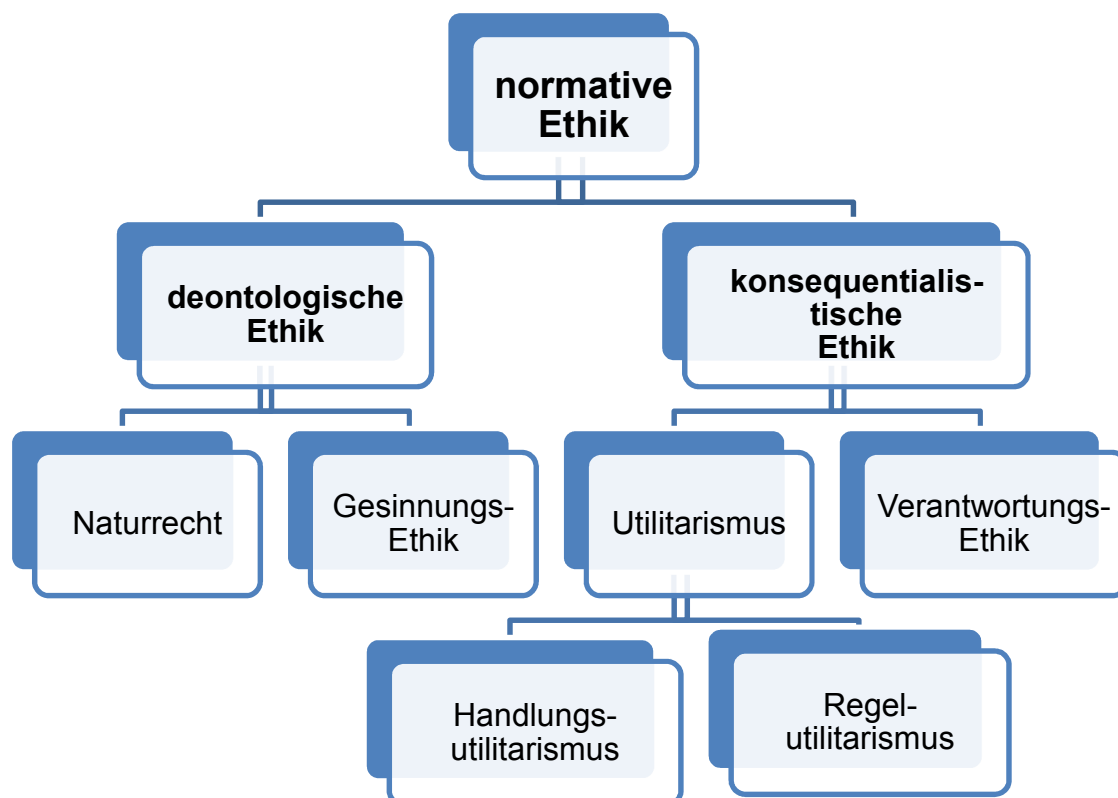 normative
Ethik
deontologische
Ethik
konsequentialis-
tische
Ethik
Naturrecht
Gesinnungs-
Ethik
Utilitarismus
Verantwortungs-
Ethik
Handlungs-
utilitarismus
Regel-
utilitarismus